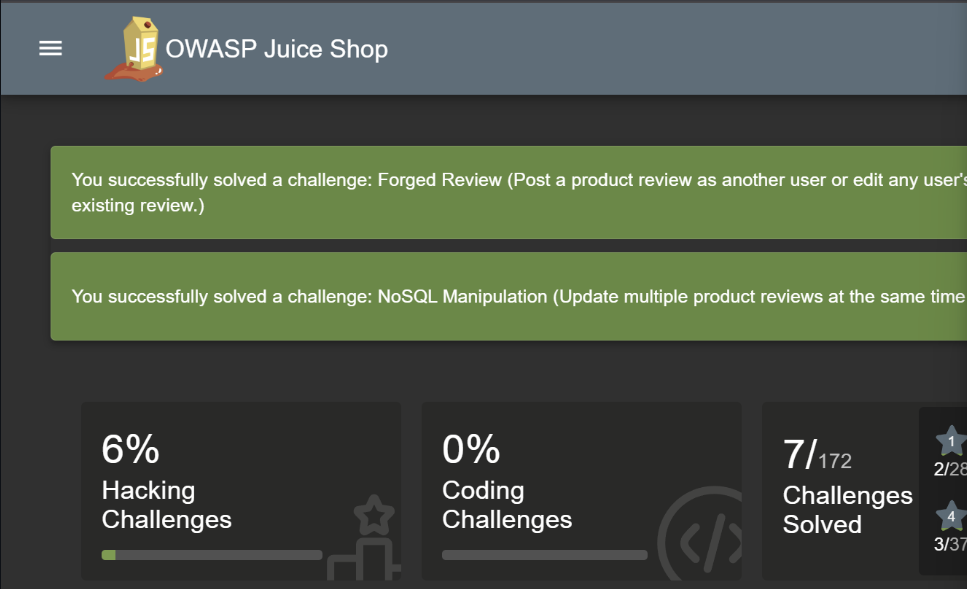 JS OWASP Juice Shop
You successfully solved a challenge: Forged Review (Post a product review as another user or edit any user's
existing review.)
You successfully solved a challenge: NoSQL Manipulation (Update multiple product reviews at the same time
6%
Hacking
Challenges
0%
Coding
Challenges
7/172
Challenges
Solved
1
2/28
4
3/37